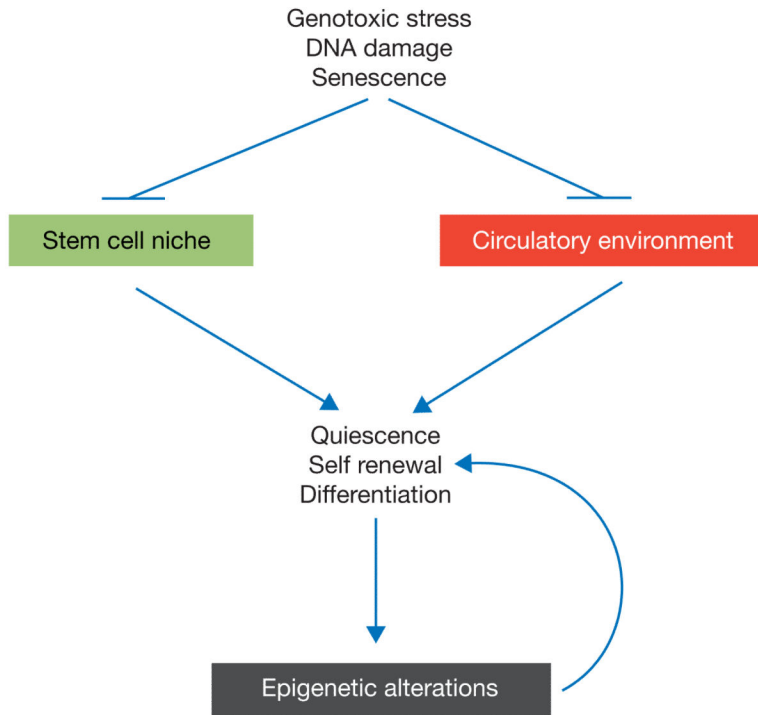 Genotoxic stress
DNA damage
Senescence
Stem cell niche
Circulatory environment
Quiescence
Self renewal
Differentiation
Epigenetic alterations